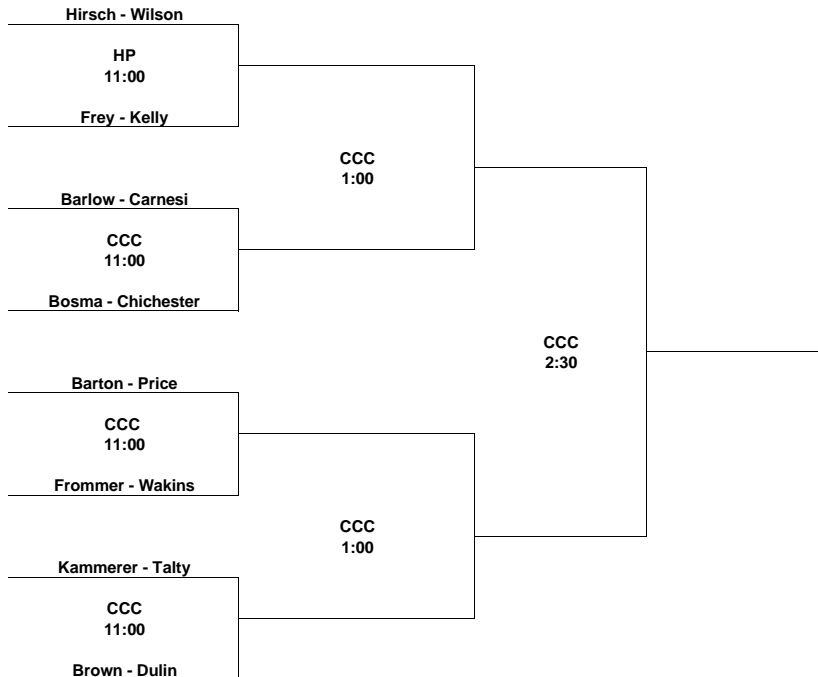 Hirsch - Wilson
HP
11:00
Frey - Kelly
CCC
1:00
Barlow - Carnesi
CCC
11:00
Bosma - Chichester
CCC
2:30
Barton - Price
CCC
11:00
Frommer - Wakins
CCC
1:00
Kammerer - Talty
CCC
11:00
Brown - Dulin